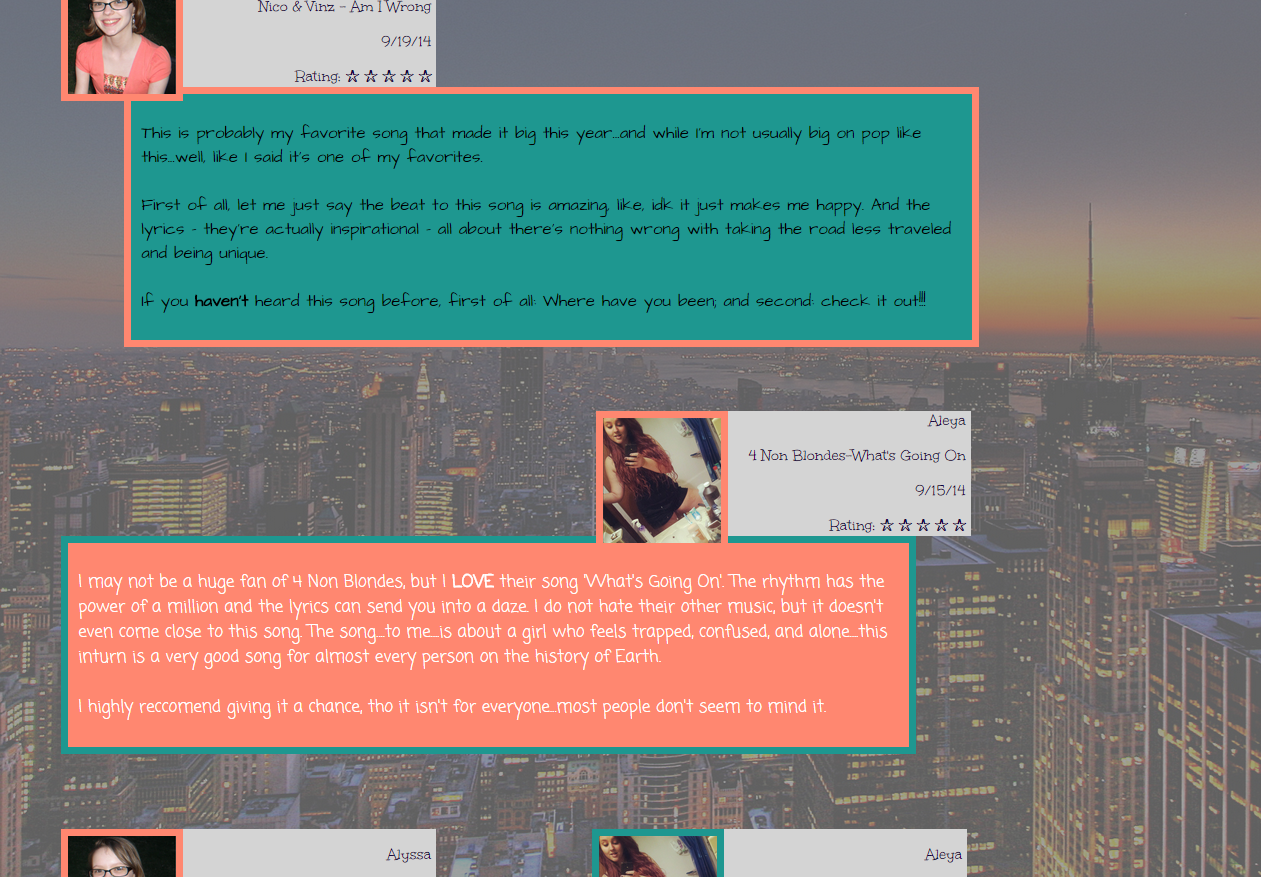 Nico & Vinz - Am I Wrong
9/19/14
Rating: ☆ ☆ ☆ ☆ ☆
This is probably my favorite song that made it big this year...and while I'm not usually big on pop like
this...well, like I said it's one of my favorites.
First of all, let me just say the beat to this song is amazing, like, idk it just makes me happy. And the
lyrics - they're actually inspirational - all about there's nothing wrong with taking the road less traveled
and being unique.
If you haven't heard this song before, first of all: Where have you been; and second: check it out!!!
Aleya
4 Non Blondes-What's Going On
9/15/14
Rating: ☆ ☆ ☆ ☆ ☆
I may not be a huge fan of 4 Non Blondes, but I LOVE their song 'What's Going On'. The rhythm has the
power of a million and the lyrics can send you into a daze. I do not hate their other music, but it doesn't
even come close to this song. The song...to me...is about a girl who feels trapped, confused, and alone...this
inturn is a very good song for almost every person on the history of Earth.
I highly reccomend giving it a chance, tho it isn't for everyone...most people don't seem to mind it.
Alyssa
Aleya